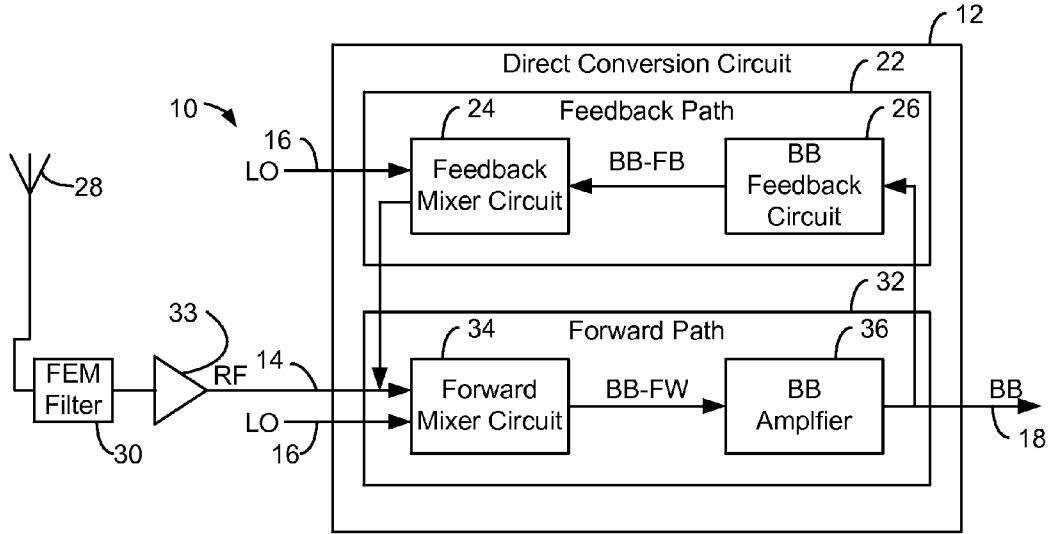 12
Direct Conversion Circuit
22
10
24
Feedback Path
26
16
LO
Feedback
Mixer Circuit
BB-FB
BB
Feedback
Circuit
28
32
33
34
Forward Path
36
FEM
Filter
RF
14
Forward
Mixer Circuit
BB-FW
BB
Amplfier
BB
LO
16
18
30